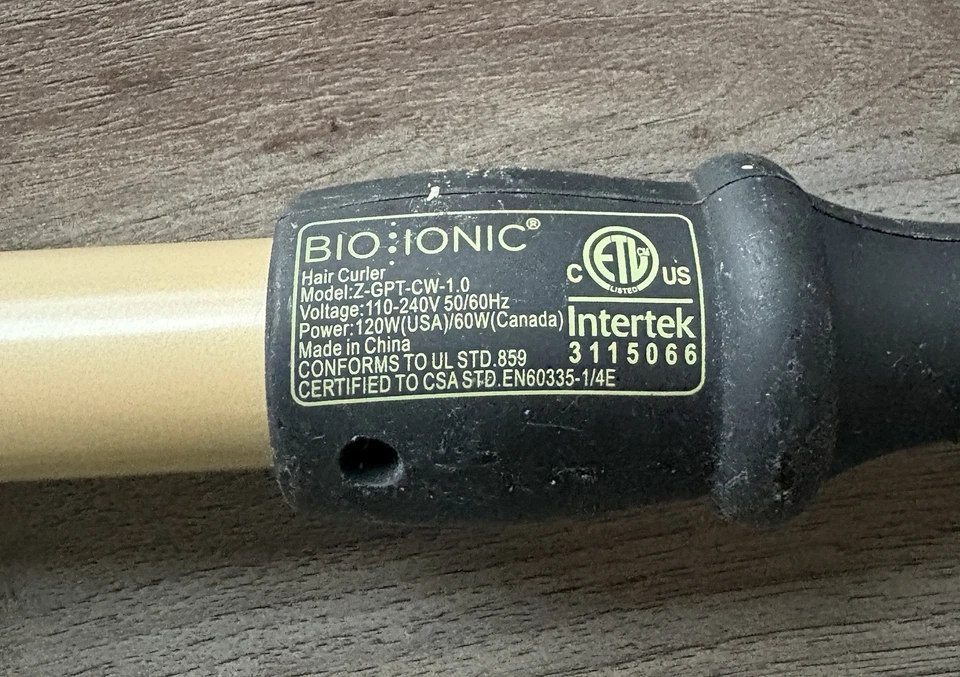 BIO IONIC®
Hair Curler
Model:Z-GPT-CW-1.0
Voltage:110-240V 50/60Hz
Power:120W(USA)/60W(Canada)
Made in China
CONFORMS TO UL STD.859
CERTIFIED TO CSA STD.EN60335-1/4E
ETL CM
C US
LISTED
Intertek
3115066